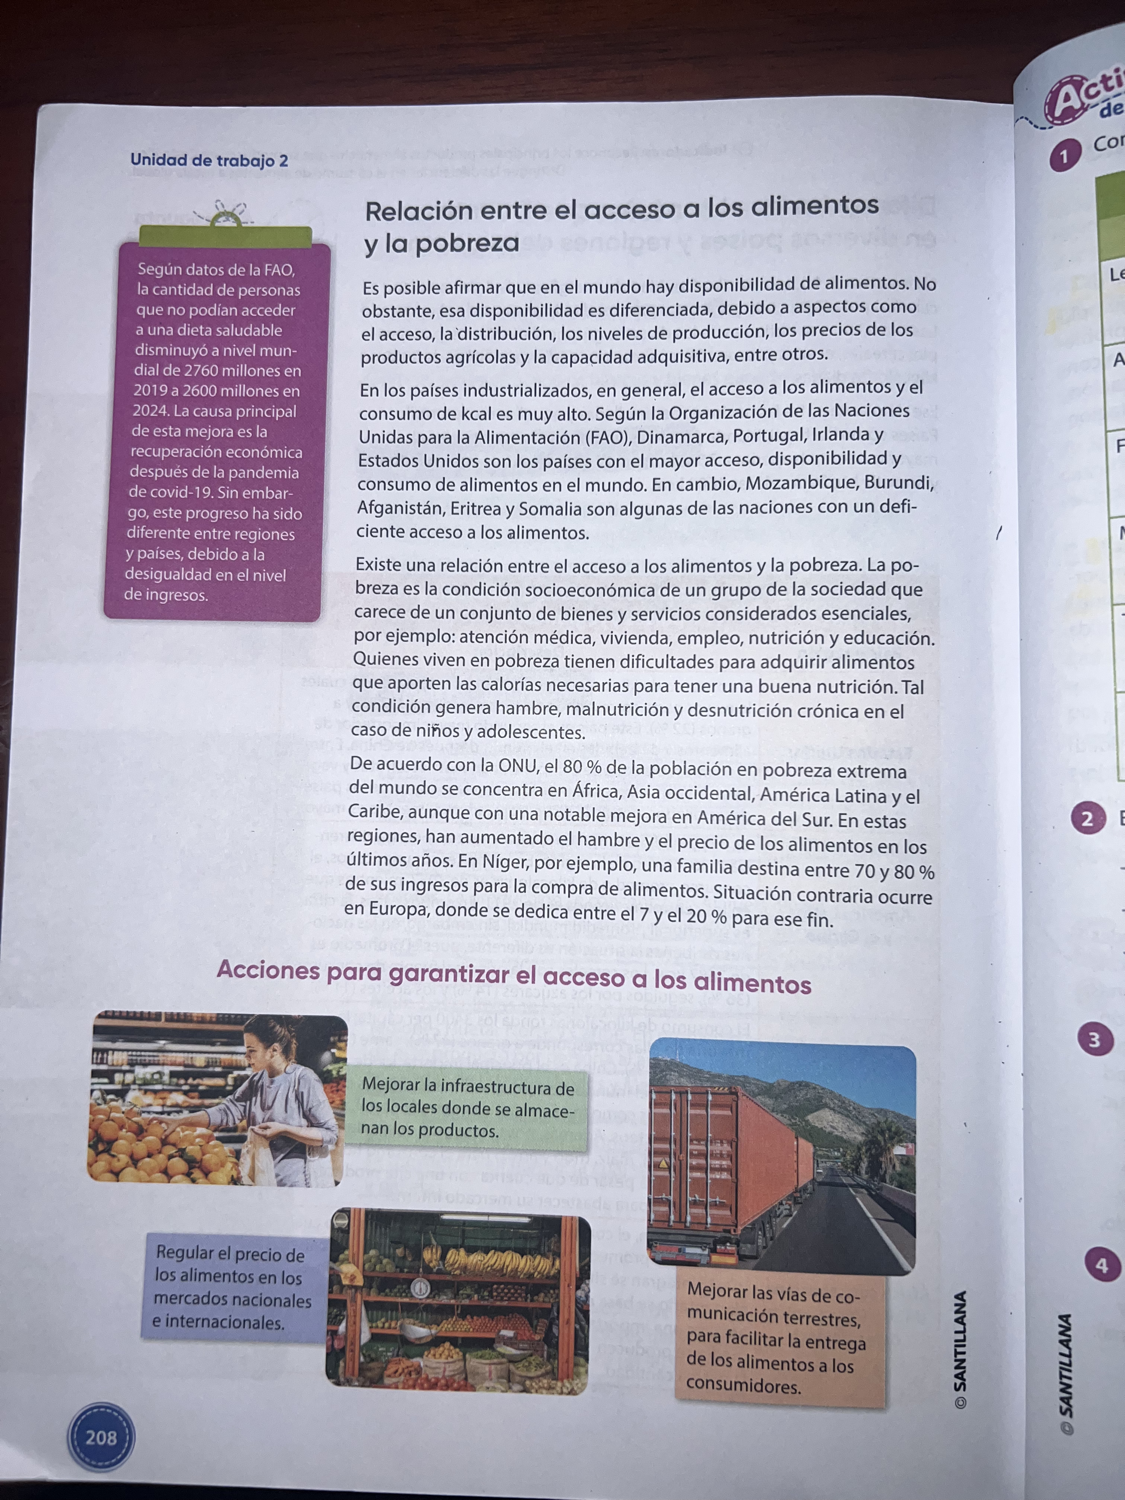 Unidad de trabajo 2
Según datos de la FAO,
la cantidad de personas
que no podían acceder
a una dieta saludable
disminuyó a nivel mun-
dial de 2760 millones en
2019 a 2600 millones en
2024. La causa principal
de esta mejora es la
recuperación económica
después de la pandemia
de covid-19. Sin embar-
go, este progreso ha sido
diferente entre regiones
y países, debido a la
desigualdad en el nivel
de ingresos.
Relación entre el acceso a los alimentos
y la pobreza
Es posible afirmar que en el mundo hay disponibilidad de alimentos. No
obstante, esa disponibilidad es diferenciada, debido a aspectos como
el acceso, la distribución, los niveles de producción, los precios de los
productos agrícolas y la capacidad adquisitiva, entre otros.
En los países industrializados, en general, el acceso a los alimentos y el
consumo de kcal es muy alto. Según la Organización de las Naciones
Unidas para la Alimentación (FAO), Dinamarca, Portugal, Irlanda y
Estados Unidos son los países con el mayor acceso, disponibilidad y
consumo de alimentos en el mundo. En cambio, Mozambique, Burundi,
Afganistán, Eritrea y Somalia son algunas de las naciones con un defi-
ciente acceso a los alimentos.
Existe una relación entre el acceso a los alimentos y la pobreza. La po-
breza es la condición socioeconómica de un grupo de la sociedad que
carece de un conjunto de bienes y servicios considerados esenciales,
por ejemplo: atención médica, vivienda, empleo, nutrición y educación.
Quienes viven en pobreza tienen dificultades para adquirir alimentos
que aporten las calorías necesarias para tener una buena nutrición. Tal
condición genera hambre, malnutrición y desnutrición crónica en el
caso de niños y adolescentes.
De acuerdo con la ONU, el 80 % de la población en pobreza extrema
del mundo se concentra en África, Asia occidental, América Latina y el
Caribe, aunque con una notable mejora en América del Sur. En estas
regiones, han aumentado el hambre y el precio de los alimentos en los
últimos años. En Níger, por ejemplo, una familia destina entre 70 y 80 %
de sus ingresos para la compra de alimentos. Situación contraria ocurre
en Europa, donde se dedica entre el 7 y el 20 % para ese fin.
Acciones para garantizar el acceso a los alimentos
Mejorar la infraestructura de
los locales donde se almace-
nan los productos.
Regular el precio de
los alimentos en los
mercados nacionales
e internacionales.
Mejorar las vías de co-
municación terrestres,
para facilitar la entrega
de los alimentos a los
consumidores.
© SANTILLANA
208
Acti
de
1
2
3
4
© SANTILLANA